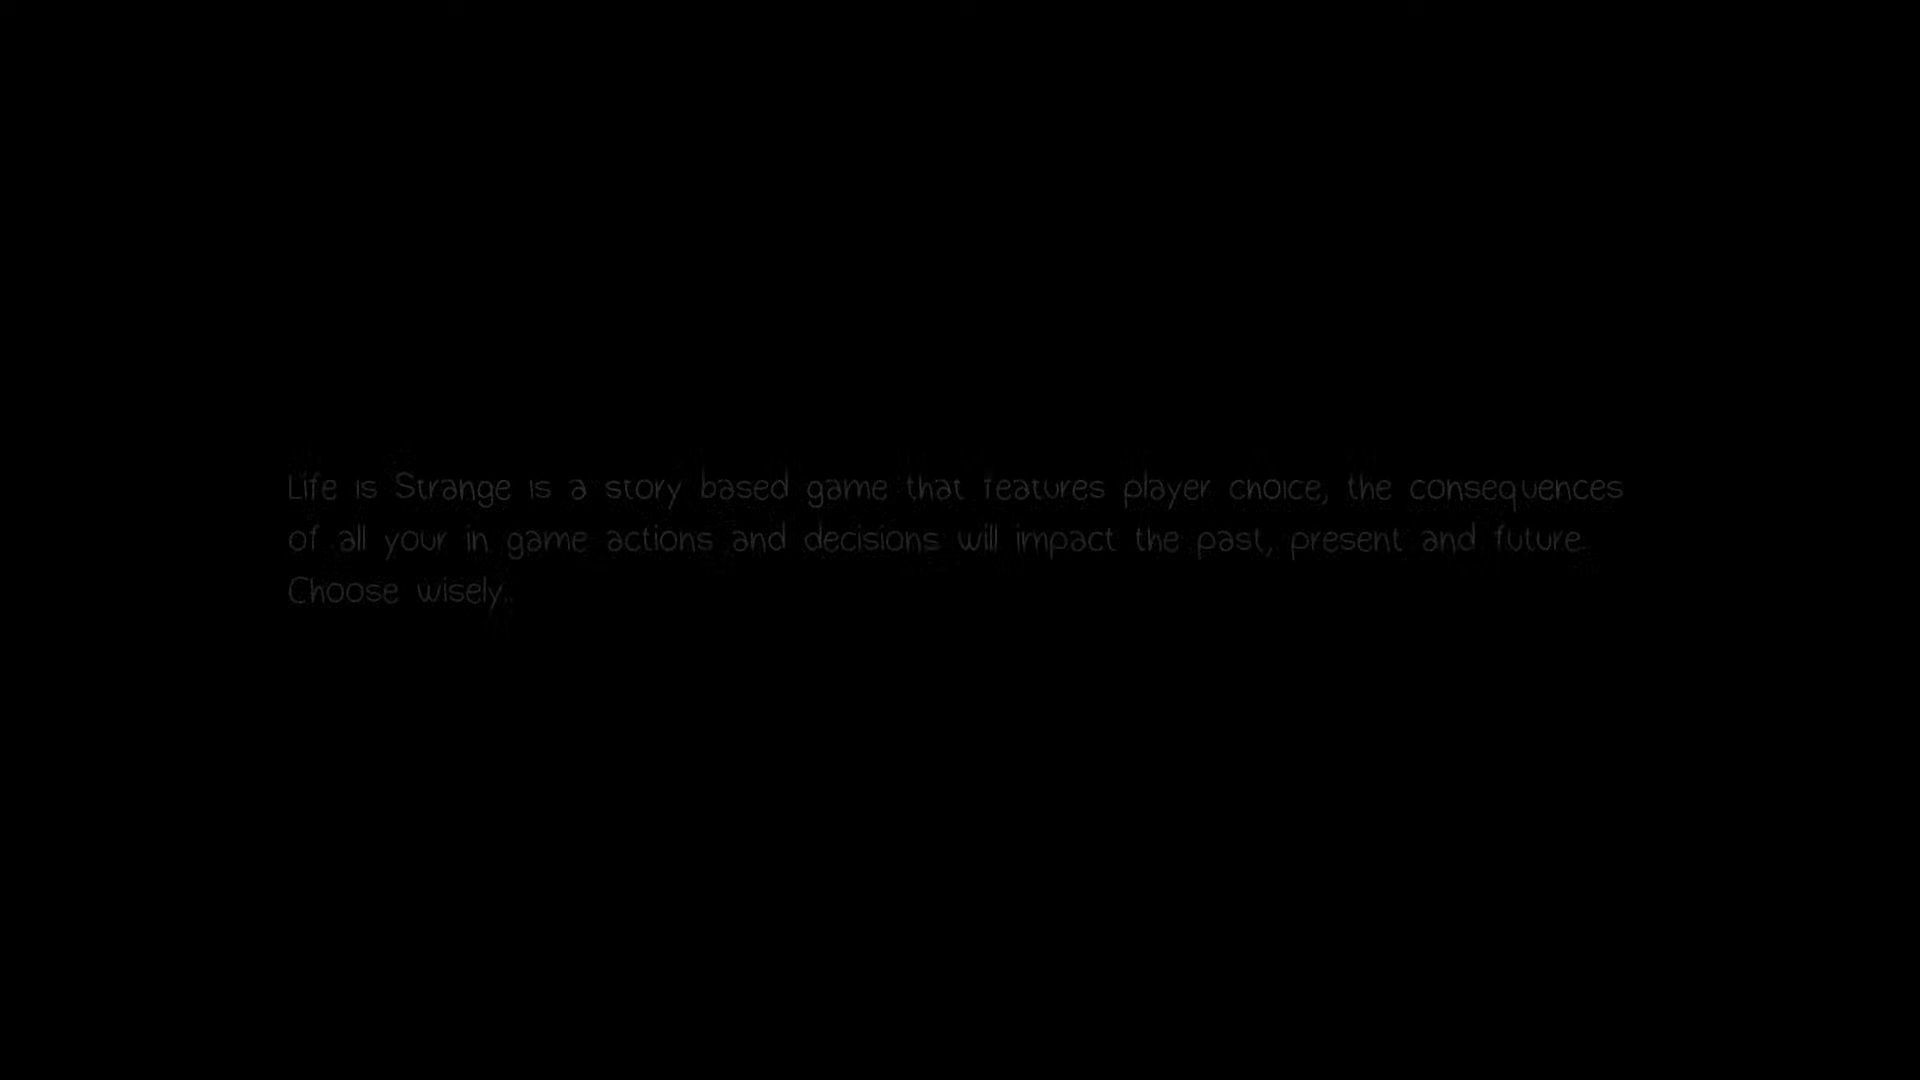 Life is Strange is a story based game that features player choice, the consequences
of all your in game actions and decisions will impact the past, present and future.
Choose wisely..